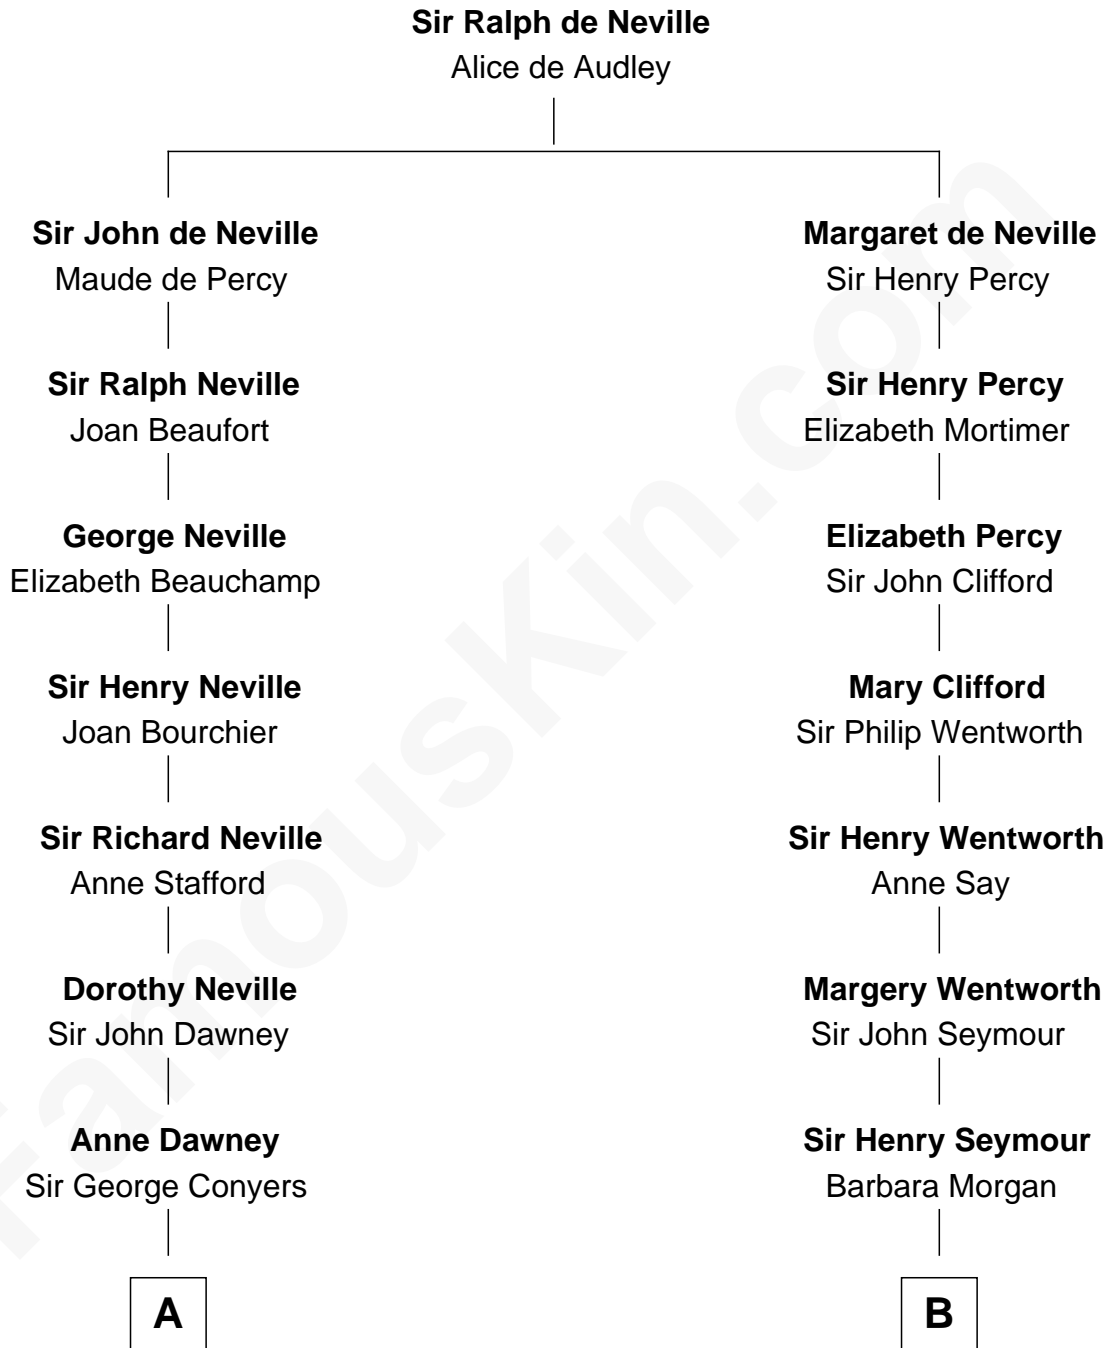 Sir Ralph de Neville
Alice de Audley
Sir John de Neville
Maude de Percy
Margaret de Neville
Sir Henry Percy
Sir Ralph Neville
Joan Beaufort
Sir Henry Percy
Elizabeth Mortimer
George Neville
Elizabeth Beauchamp
Elizabeth Percy
Sir John Clifford
Sir Henry Neville
Joan Bourchier
Mary Clifford
Sir Philip Wentworth
Sir Richard Neville
Anne Stafford
Sir Henry Wentworth
Anne Say
Dorothy Neville
Sir John Dawney
Margery Wentworth
Sir John Seymour
Anne Dawney
Sir George Conyers
Sir Henry Seymour
Barbara Morgan
A
B
FamousKin.com